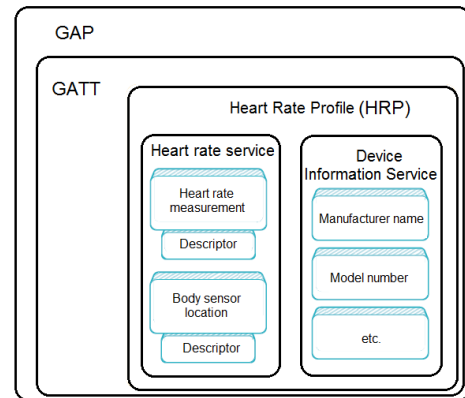 GAP
GATT
Heart Rate Profile (HRP)
Heart rate service
Heart rate
measurement
Descriptor
Body sensor
location
Descriptor
Device
Information Service
Manufacturer name
Model number
etc.